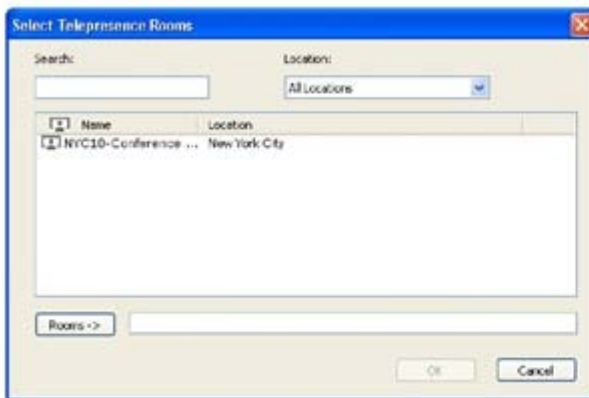 Select Telepresence Rooms
Search: Location:
All Locations
Name Location
NYC10-Conference ... New York City
Rooms ->
OK Cancel